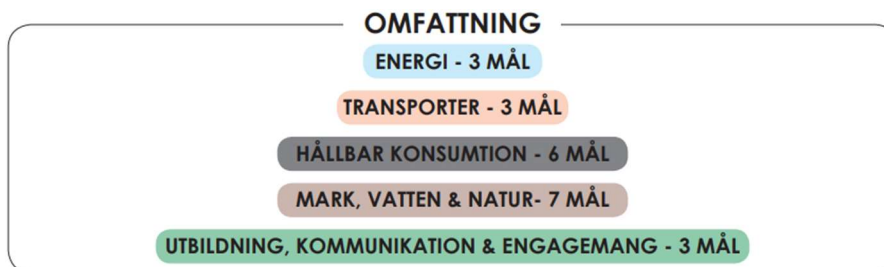 OMFATTNING
ENERGI - 3 MÅL
TRANSPORTER - 3 MÅL
HÅLLBAR KONSUMTION - 6 MÅL
MARK, VATTEN & NATUR- 7 MÅL
UTBILDNING, KOMMUNIKATION & ENGAGEMANG - 3 MÅL